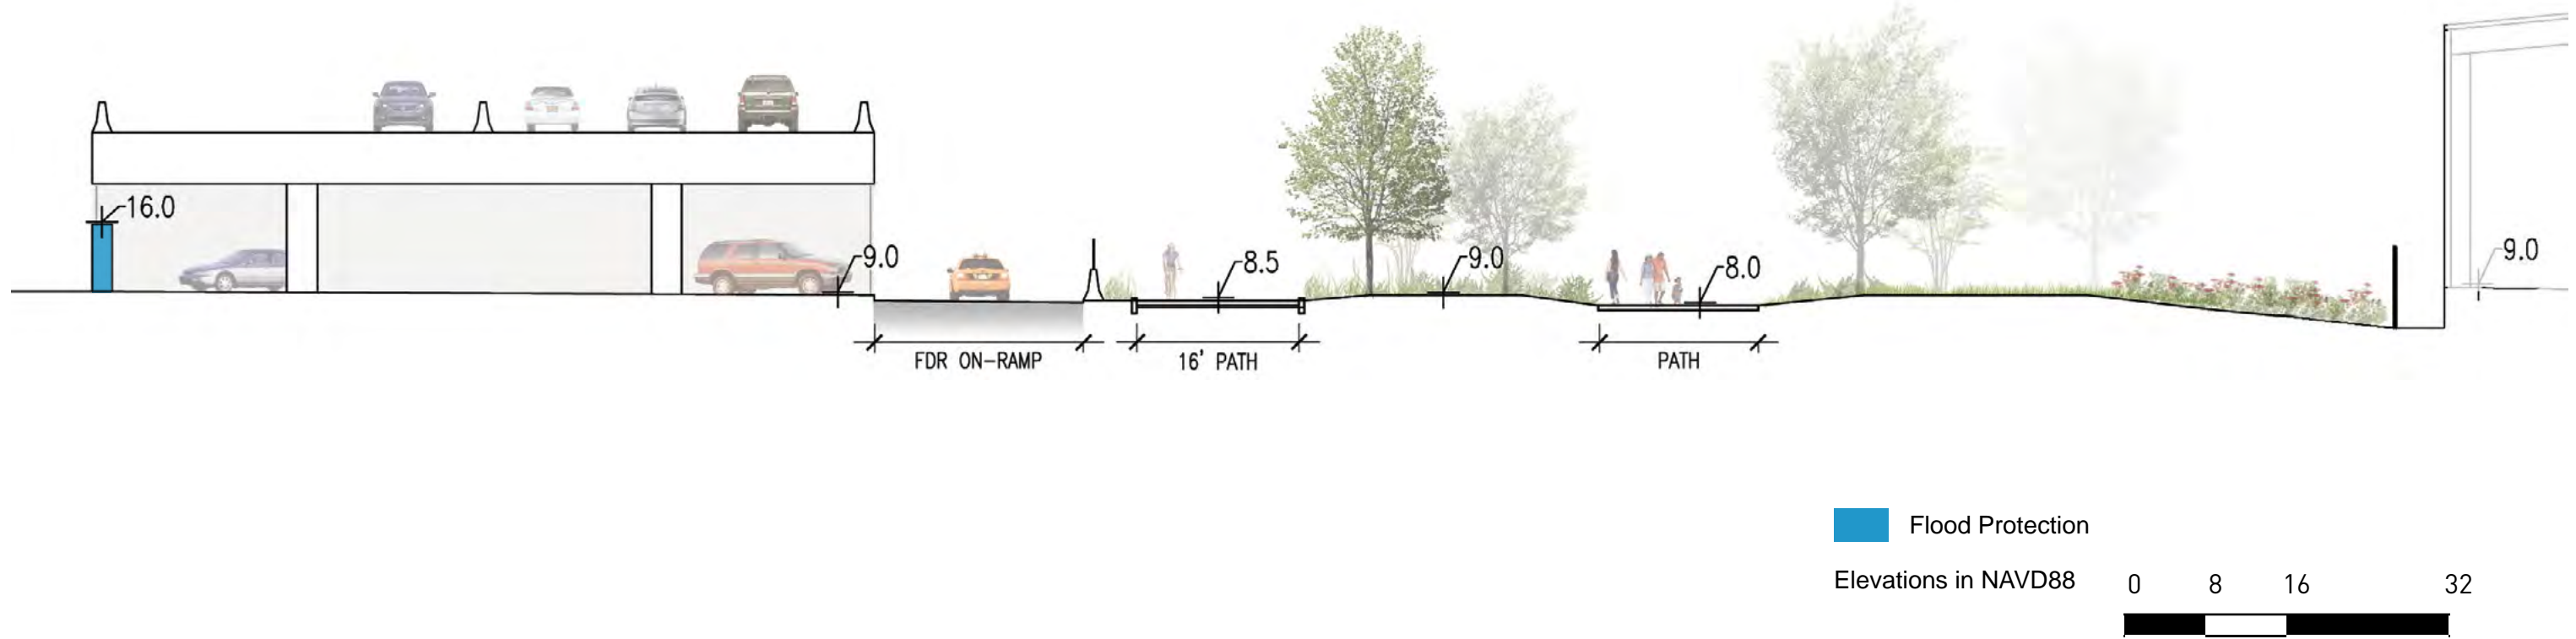 16.0
9.0
8.5
9.0
8.0
9.0
FDR ON-RAMP
16' PATH
PATH
Flood Protection
Elevations in NAVD88
0 8 16 32